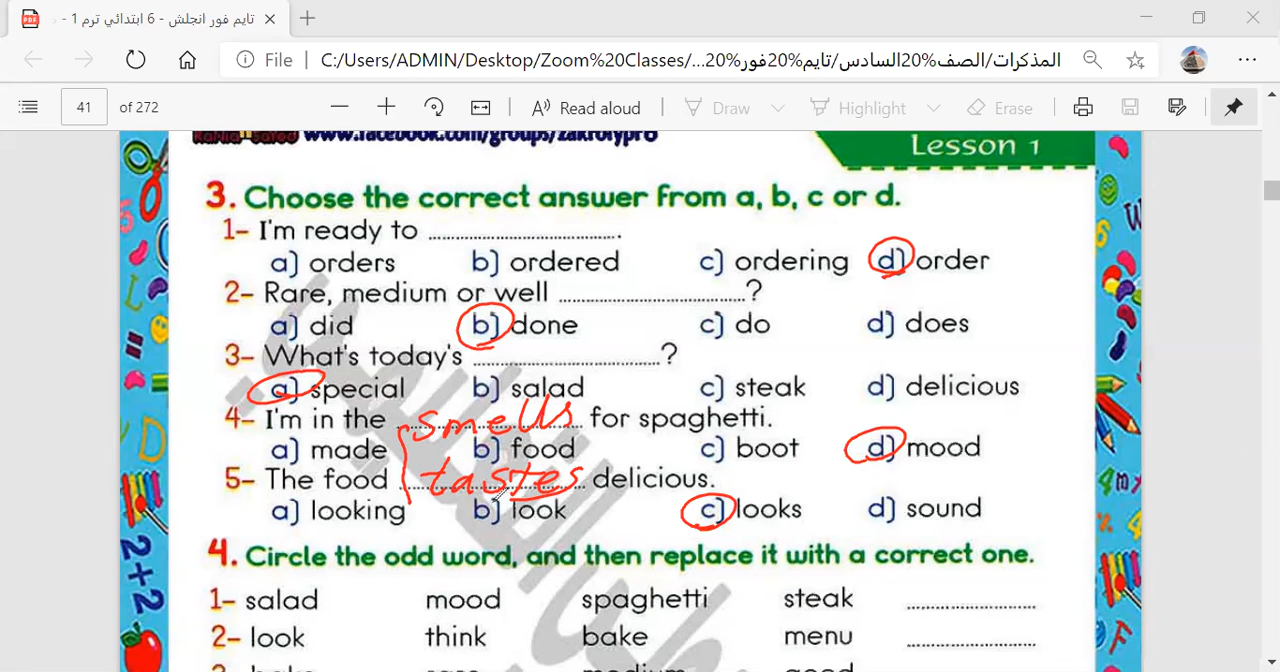 تايم فور انجلش - 6 ابتدائي ترم 1 -
File | C:/Users/ADMIN/Desktop/Zoom%20Classes/المذكرات/الصف%20السادس/تايم%20فور%20...
41 of 272 Read aloud Draw Highlight Erase
www.facebook.com/groups/zakrolypro
Lesson 1
3. Choose the correct answer from a, b, c or d.
1- I'm ready to ........................................
a) orders b) ordered c) ordering d) order
2- Rare, medium or well ........................................?
a) did b) done c) do d) does
3- What's today's ........................................?
a) special b) salad c) steak d) delicious
4- I'm in the ........................................ for spaghetti.
smells
a) made b) food c) boot d) mood
5- The food ........................................ delicious.
tastes
a) looking b) look c) looks d) sound
4. Circle the odd word, and then replace it with a correct one.
1- salad mood spaghetti steak ..............................
2- look think bake menu ..............................